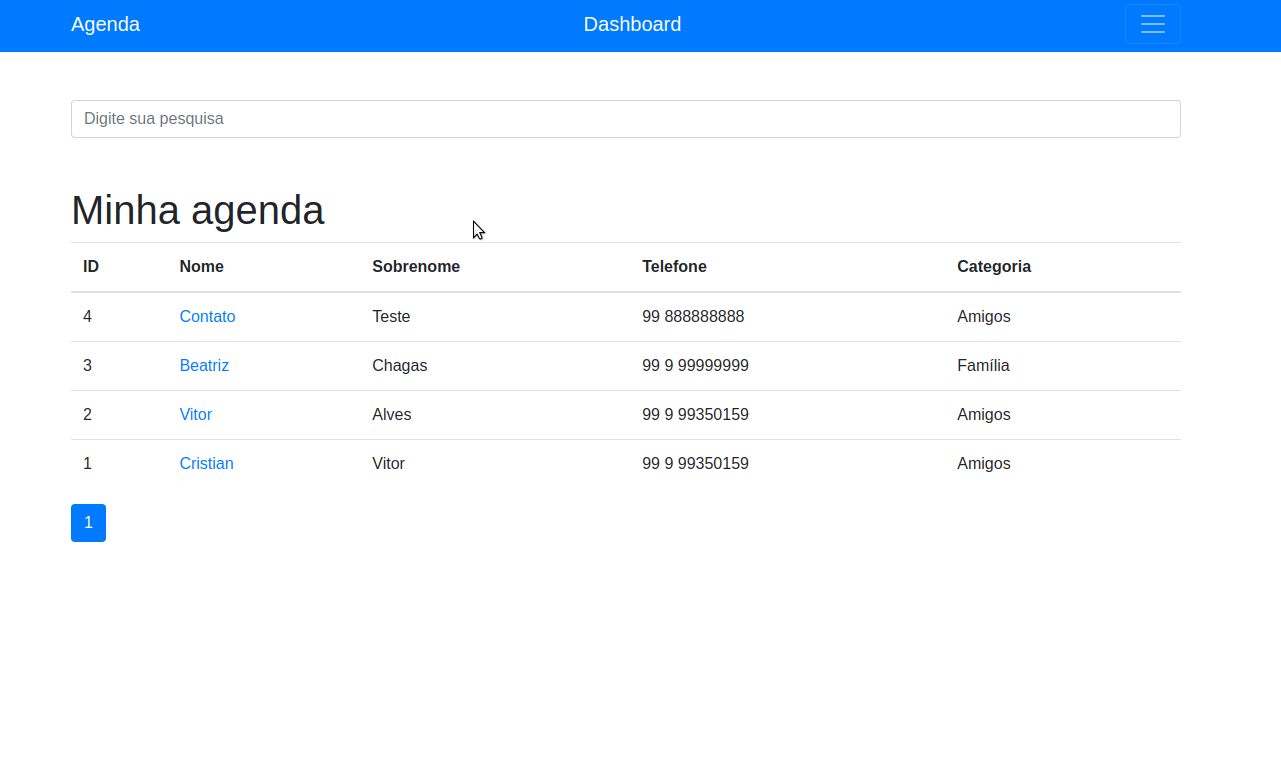 Agenda Dashboard
Digite sua pesquisa
Minha agenda
ID Nome Sobrenome Telefone Categoria
4 Contato Teste 99 888888888 Amigos
3 Beatriz Chagas 99 9 99999999 Família
2 Vitor Alves 99 9 99350159 Amigos
1 Cristian Vitor 99 9 99350159 Amigos
1